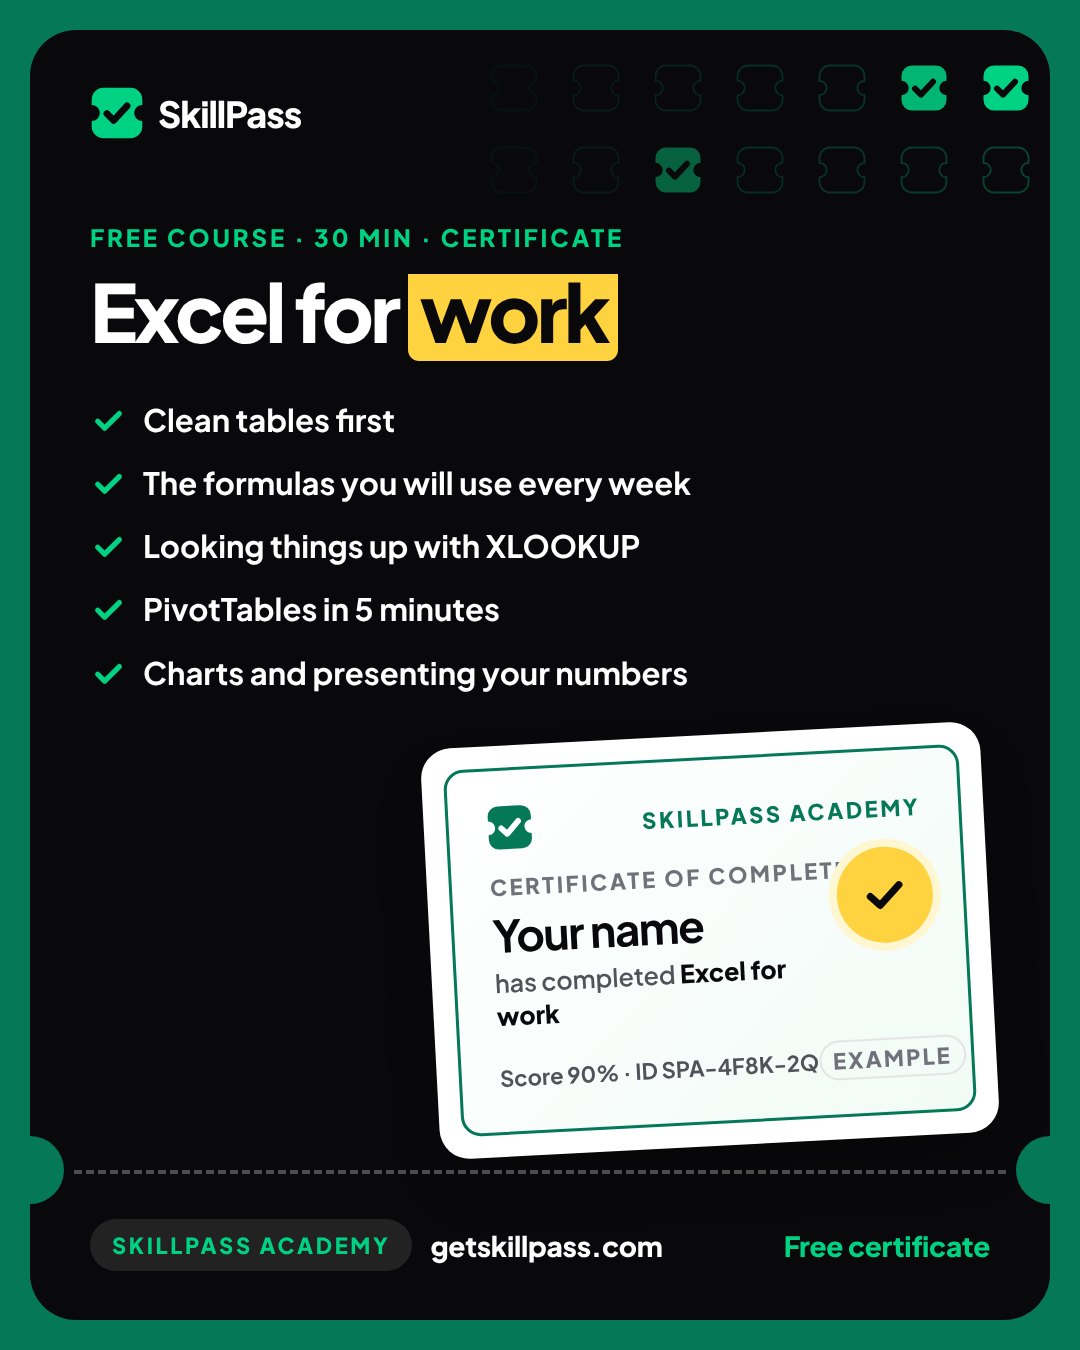 SkillPass
FREE COURSE · 30 MIN · CERTIFICATE
Excel for work
Clean tables first
The formulas you will use every week
Looking things up with XLOOKUP
PivotTables in 5 minutes
Charts and presenting your numbers
SKILLPASS ACADEMY
CERTIFICATE OF
Your name
has completed Excel for
work
Score 90% · ID SPA-4F8K-2Q
EXAMPLE
SKILLPASS ACADEMY getskillpass.com Free certificate